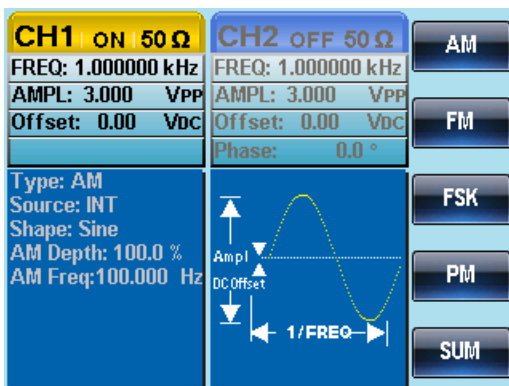 CH1 ON 50 Ω
FREQ: 1.000000 kHz
AMPL: 3.000 VPP
Offset: 0.00 VDC
CH2 OFF 50 Ω
FREQ: 1.000000 kHz
AMPL: 3.000 VPP
Offset: 0.00 VDC
Phase: 0.0 °
Type: AM
Source: INT
Shape: Sine
AM Depth: 100.0 %
AM Freq:100.000 Hz
Ampl
DC Offset
1/FREQ
AM
FM
FSK
PM
SUM